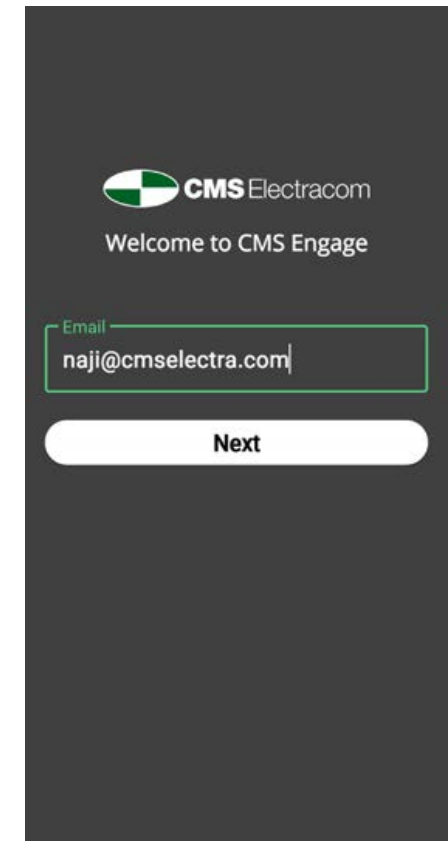 CMS Electracom
Welcome to CMS Engage
Email
naji@cmselectra.com
Next